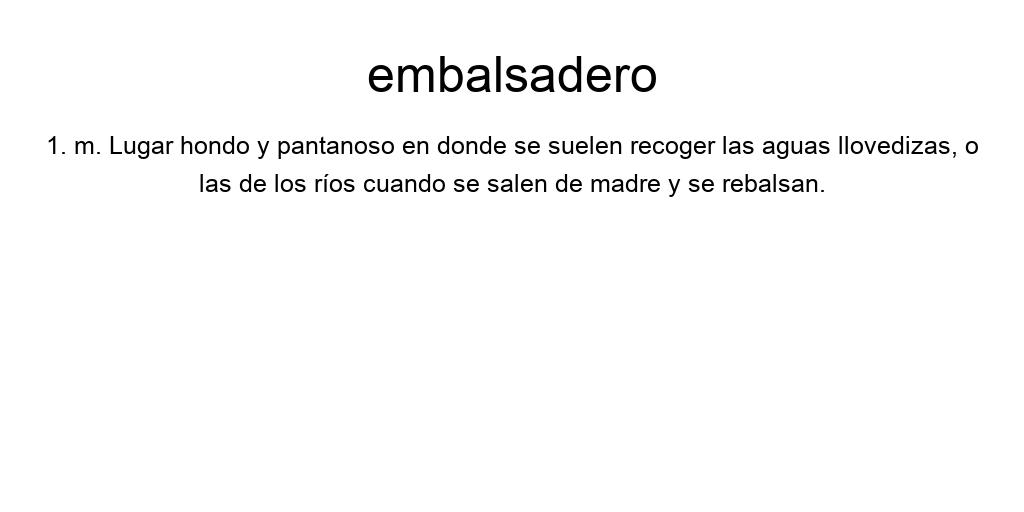 embalsadero
1. m. Lugar hondo y pantanoso en donde se suelen recoger las aguas llovedizas, o
las de los ríos cuando se salen de madre y se rebalsan.